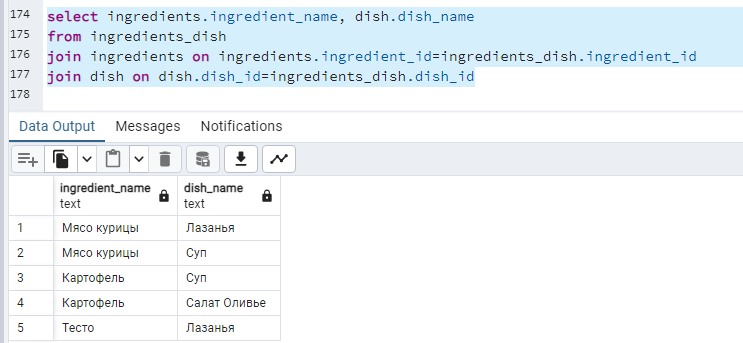 174 select ingredients.ingredient_name, dish.dish_name
175 from ingredients_dish
176 join ingredients on ingredients.ingredient_id=ingredients_dish.ingredient_id
177 join dish on dish.dish_id=ingredients_dish.dish_id
178
Data Output Messages Notifications
ingredient_name dish_name
text text
1 Мясо курицы Лазанья
2 Мясо курицы Суп
3 Картофель Суп
4 Картофель Салат Оливье
5 Тесто Лазанья